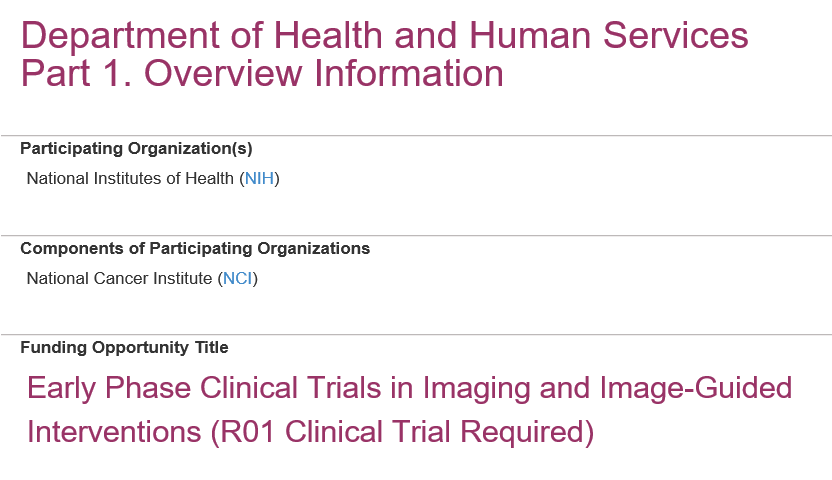 Department of Health and Human Services
Part 1. Overview Information
Participating Organization(s)
National Institutes of Health (NIH)
Components of Participating Organizations
National Cancer Institute (NCI)
Funding Opportunity Title
Early Phase Clinical Trials in Imaging and Image-Guided
Interventions (R01 Clinical Trial Required)